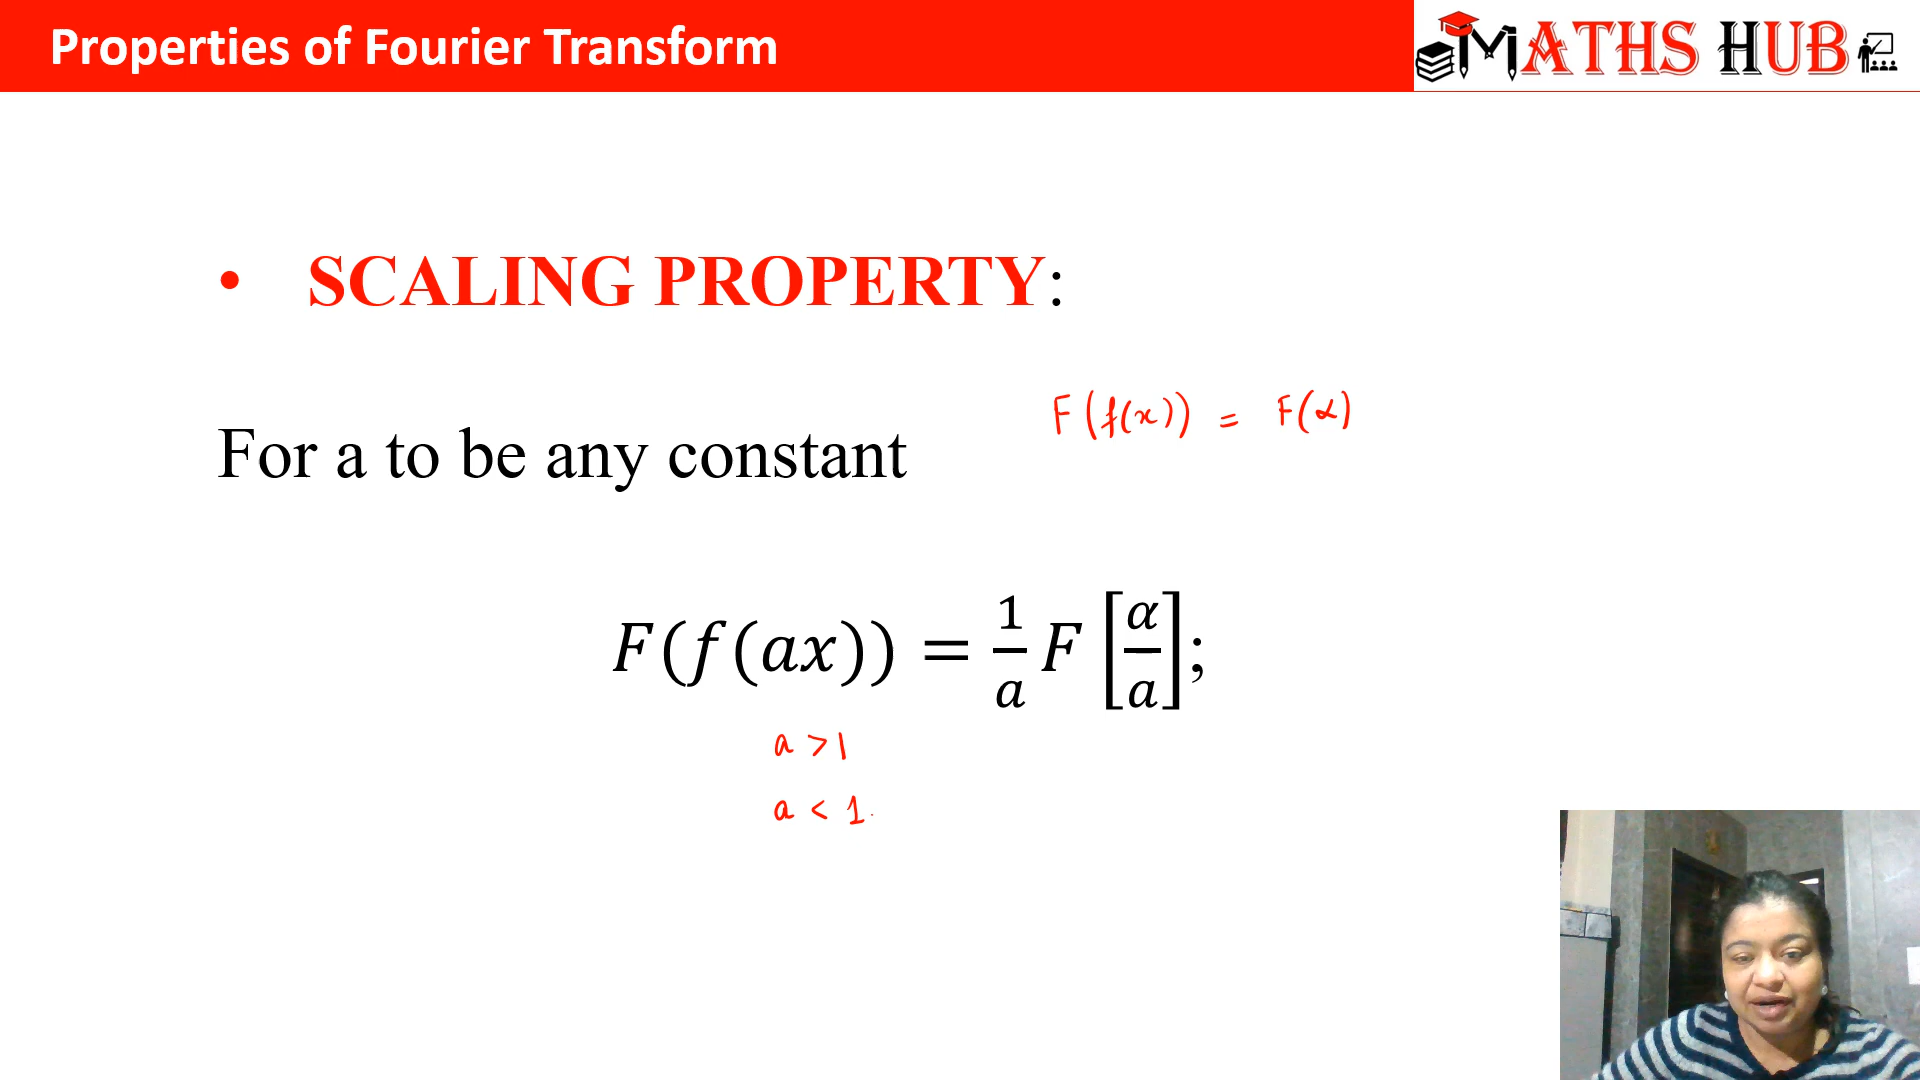 Properties of Fourier Transform
MATHS HUB
• SCALING PROPERTY:
F(f(x)) = F(α)
For a to be any constant
F(f(ax)) = 1/a F [α/a];
a > 1
a < 1.